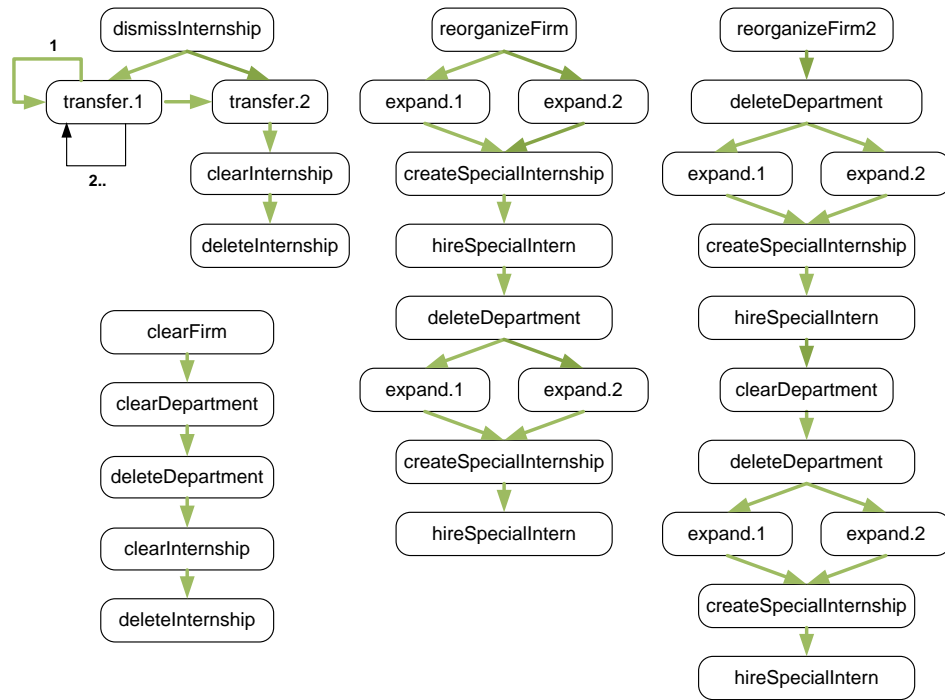 dismissInternship
1
transfer.1
transfer.2
2..
clearInternship
deleteInternship
clearFirm
clearDepartment
deleteDepartment
clearInternship
deleteInternship
reorganizeFirm
expand.1
expand.2
createSpecialInternship
hireSpecialIntern
deleteDepartment
expand.1
expand.2
createSpecialInternship
hireSpecialIntern
reorganizeFirm2
deleteDepartment
expand.1
expand.2
createSpecialInternship
hireSpecialIntern
clearDepartment
deleteDepartment
expand.1
expand.2
createSpecialInternship
hireSpecialIntern